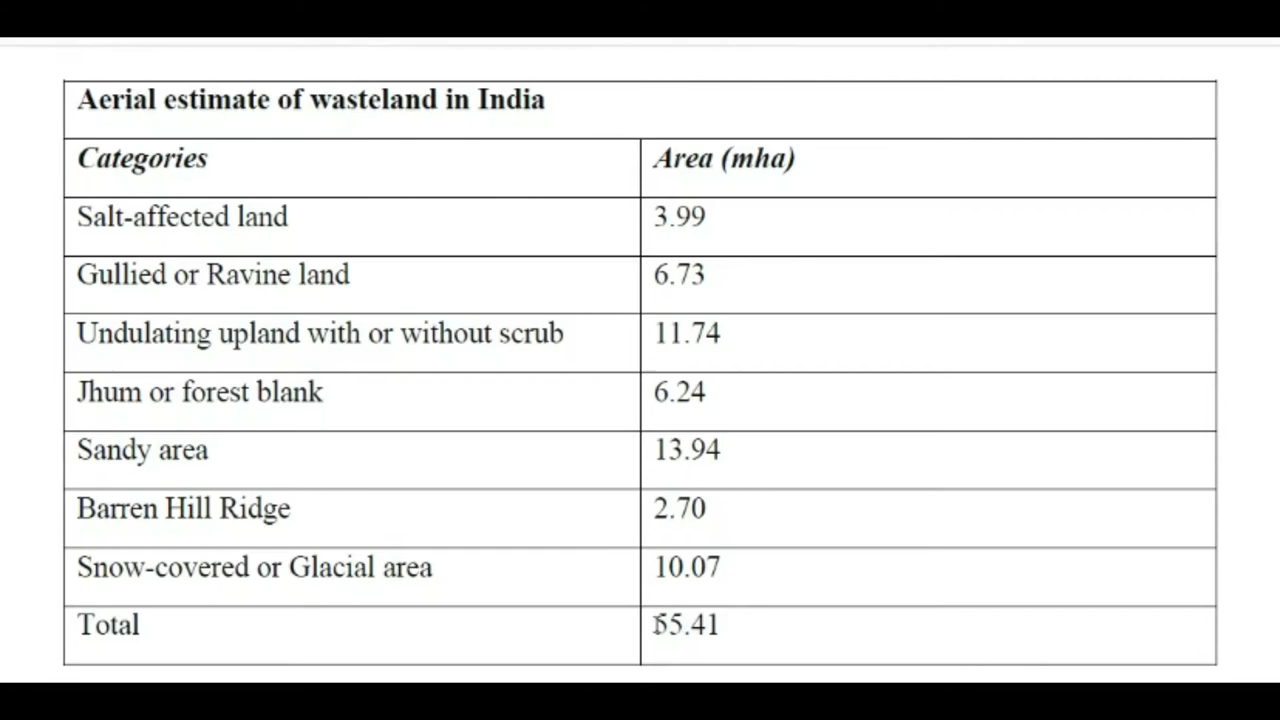 Aerial estimate of wasteland in India
Categories Area (mha)
Salt-affected land 3.99
Gullied or Ravine land 6.73
Undulating upland with or without scrub 11.74
Jhum or forest blank 6.24
Sandy area 13.94
Barren Hill Ridge 2.70
Snow-covered or Glacial area 10.07
Total 55.41